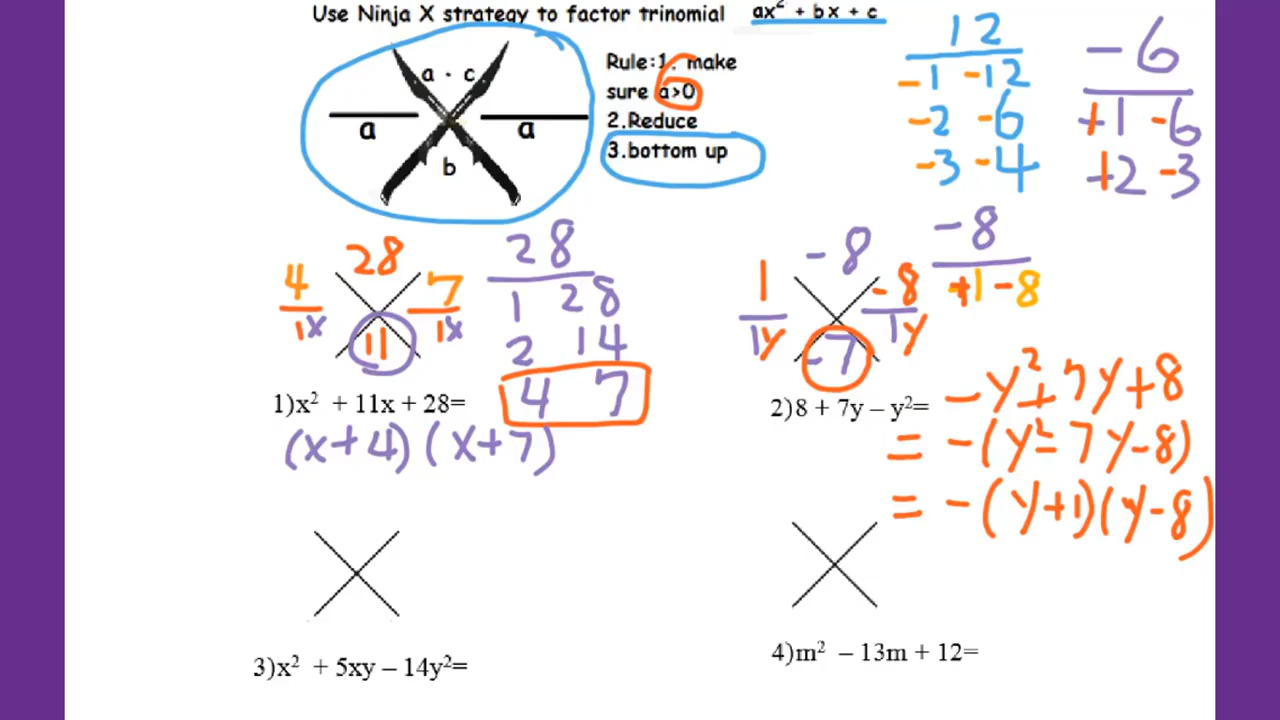 Use Ninja X strategy to factor trinomial ax² + bx + c
a · c
a a
b
Rule:1. make
sure a>0
2.Reduce
3.bottom up
12
-1 -12
-2 -6
-3 -4
-6
+1 -6
+2 -3
28
4 7
1x 1x
11
28
1 28
2 14
4 7
1)x² + 11x + 28=
(x+4)(x+7)
-8
1 -8
1y 1y
-7
-8
+1 -8
2)8 + 7y – y²=
-y²+7y+8
= -(y²-7y-8)
= -(y+1)(y-8)
3)x² + 5xy – 14y²=
4)m² – 13m + 12=